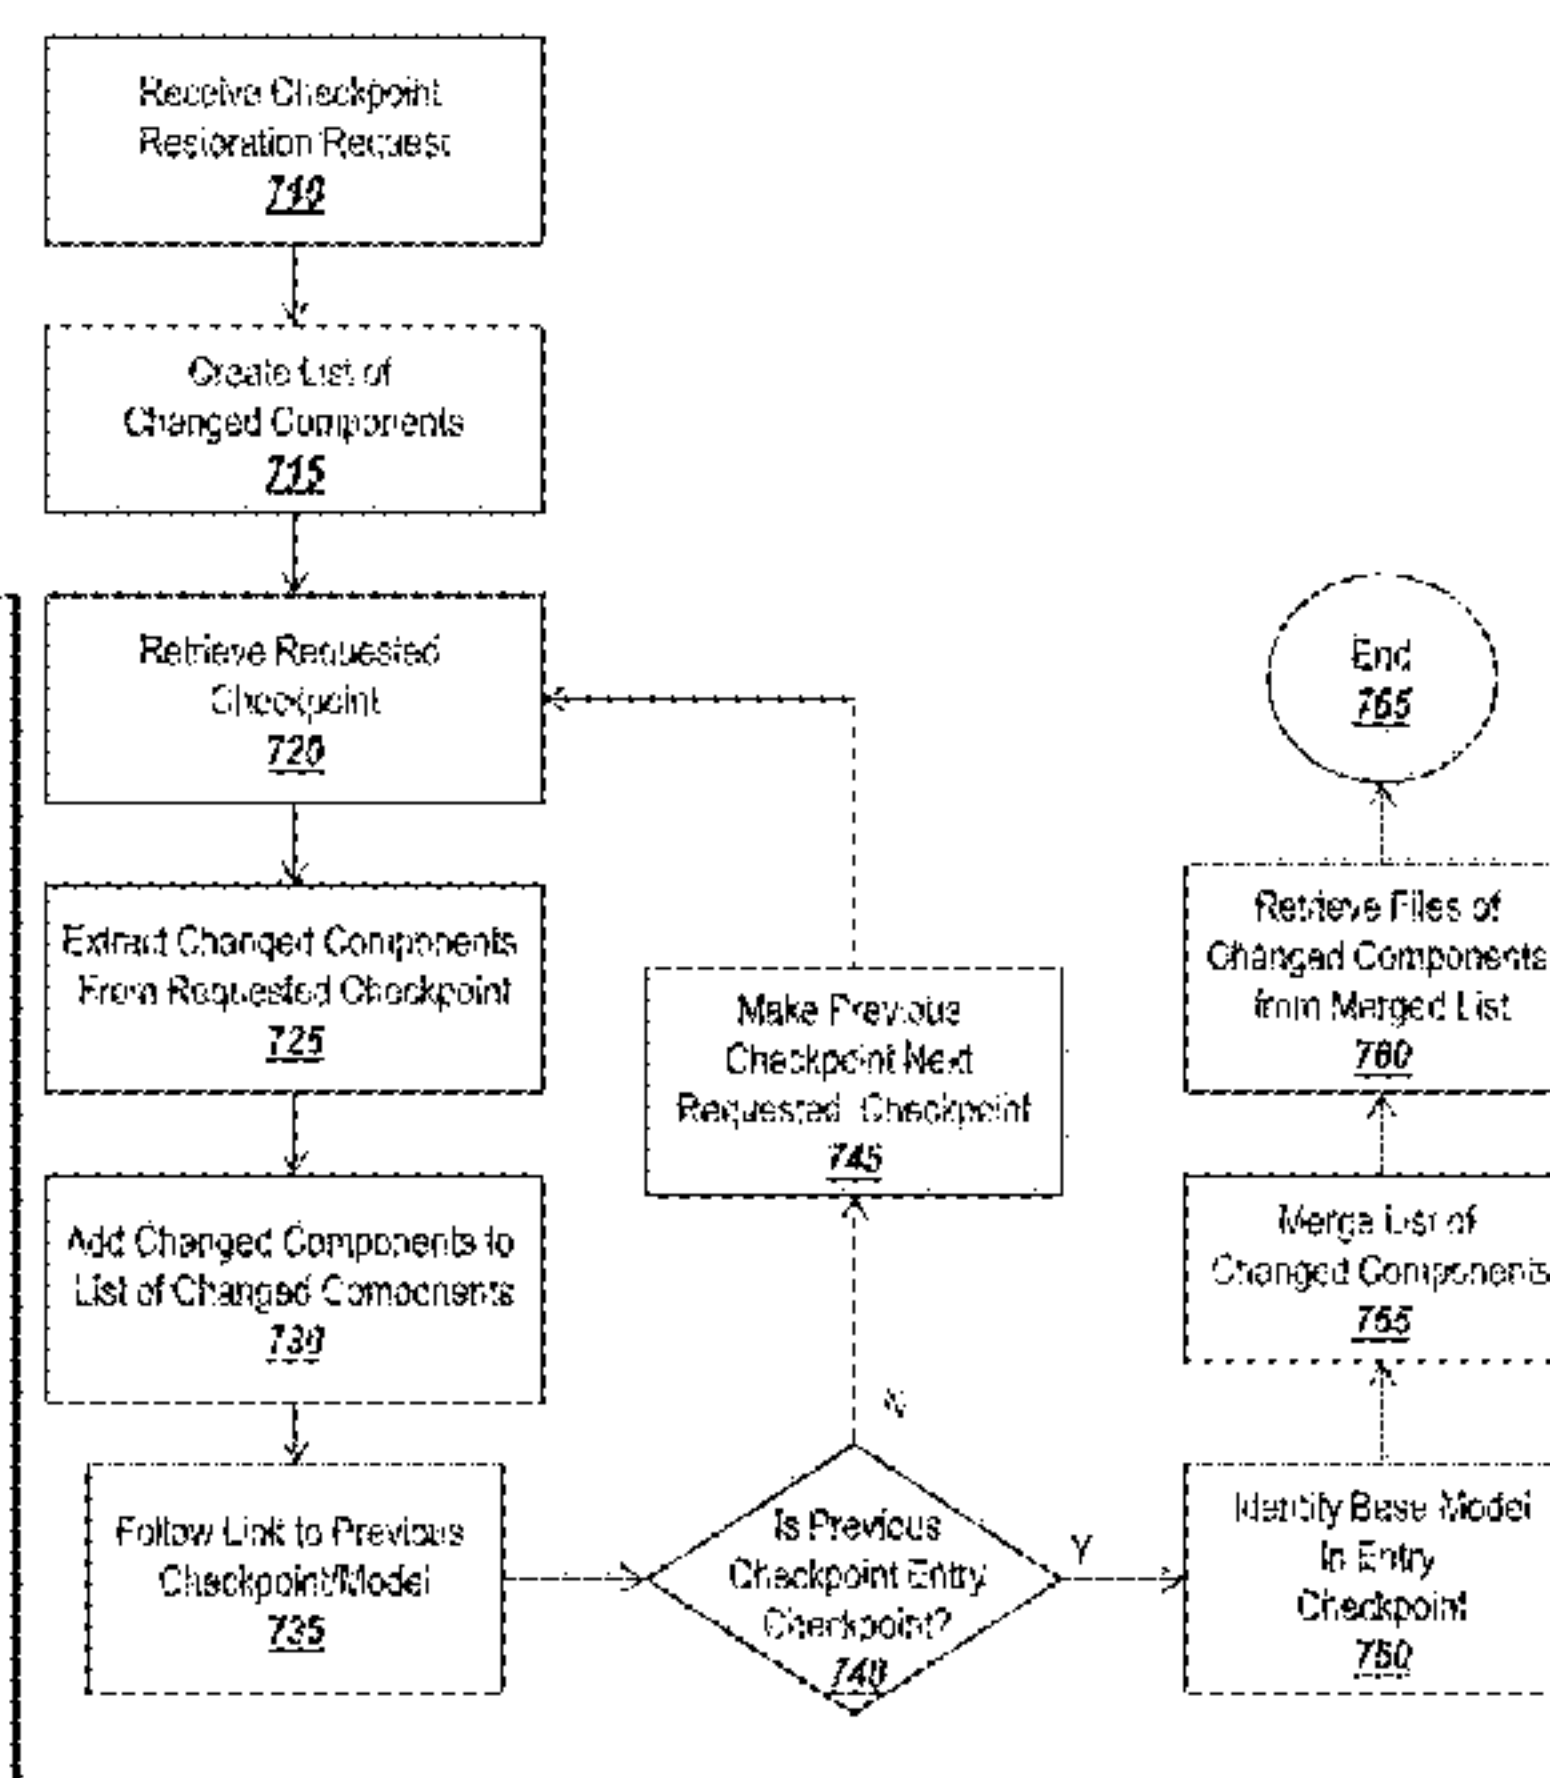 Receive Checkpoint
Restoration Request
710
Create List of
Changed Components
715
Retrieve Requested
Checkpoint
720
Extract Changed Components
From Requested Checkpoint
725
Add Changed Components to
List of Changed Components
730
Follow Link to Previous
Checkpoint/Model
735
Is Previous
Checkpoint Entry
Checkpoint?
740
N
Y
Make Previous
Checkpoint Next
Requested Checkpoint
745
Identify Base Model
In Entry
Checkpoint
750
Merge List of
Changed Components
755
Retrieve Files of
Changed Components
from Merged List
760
End
765